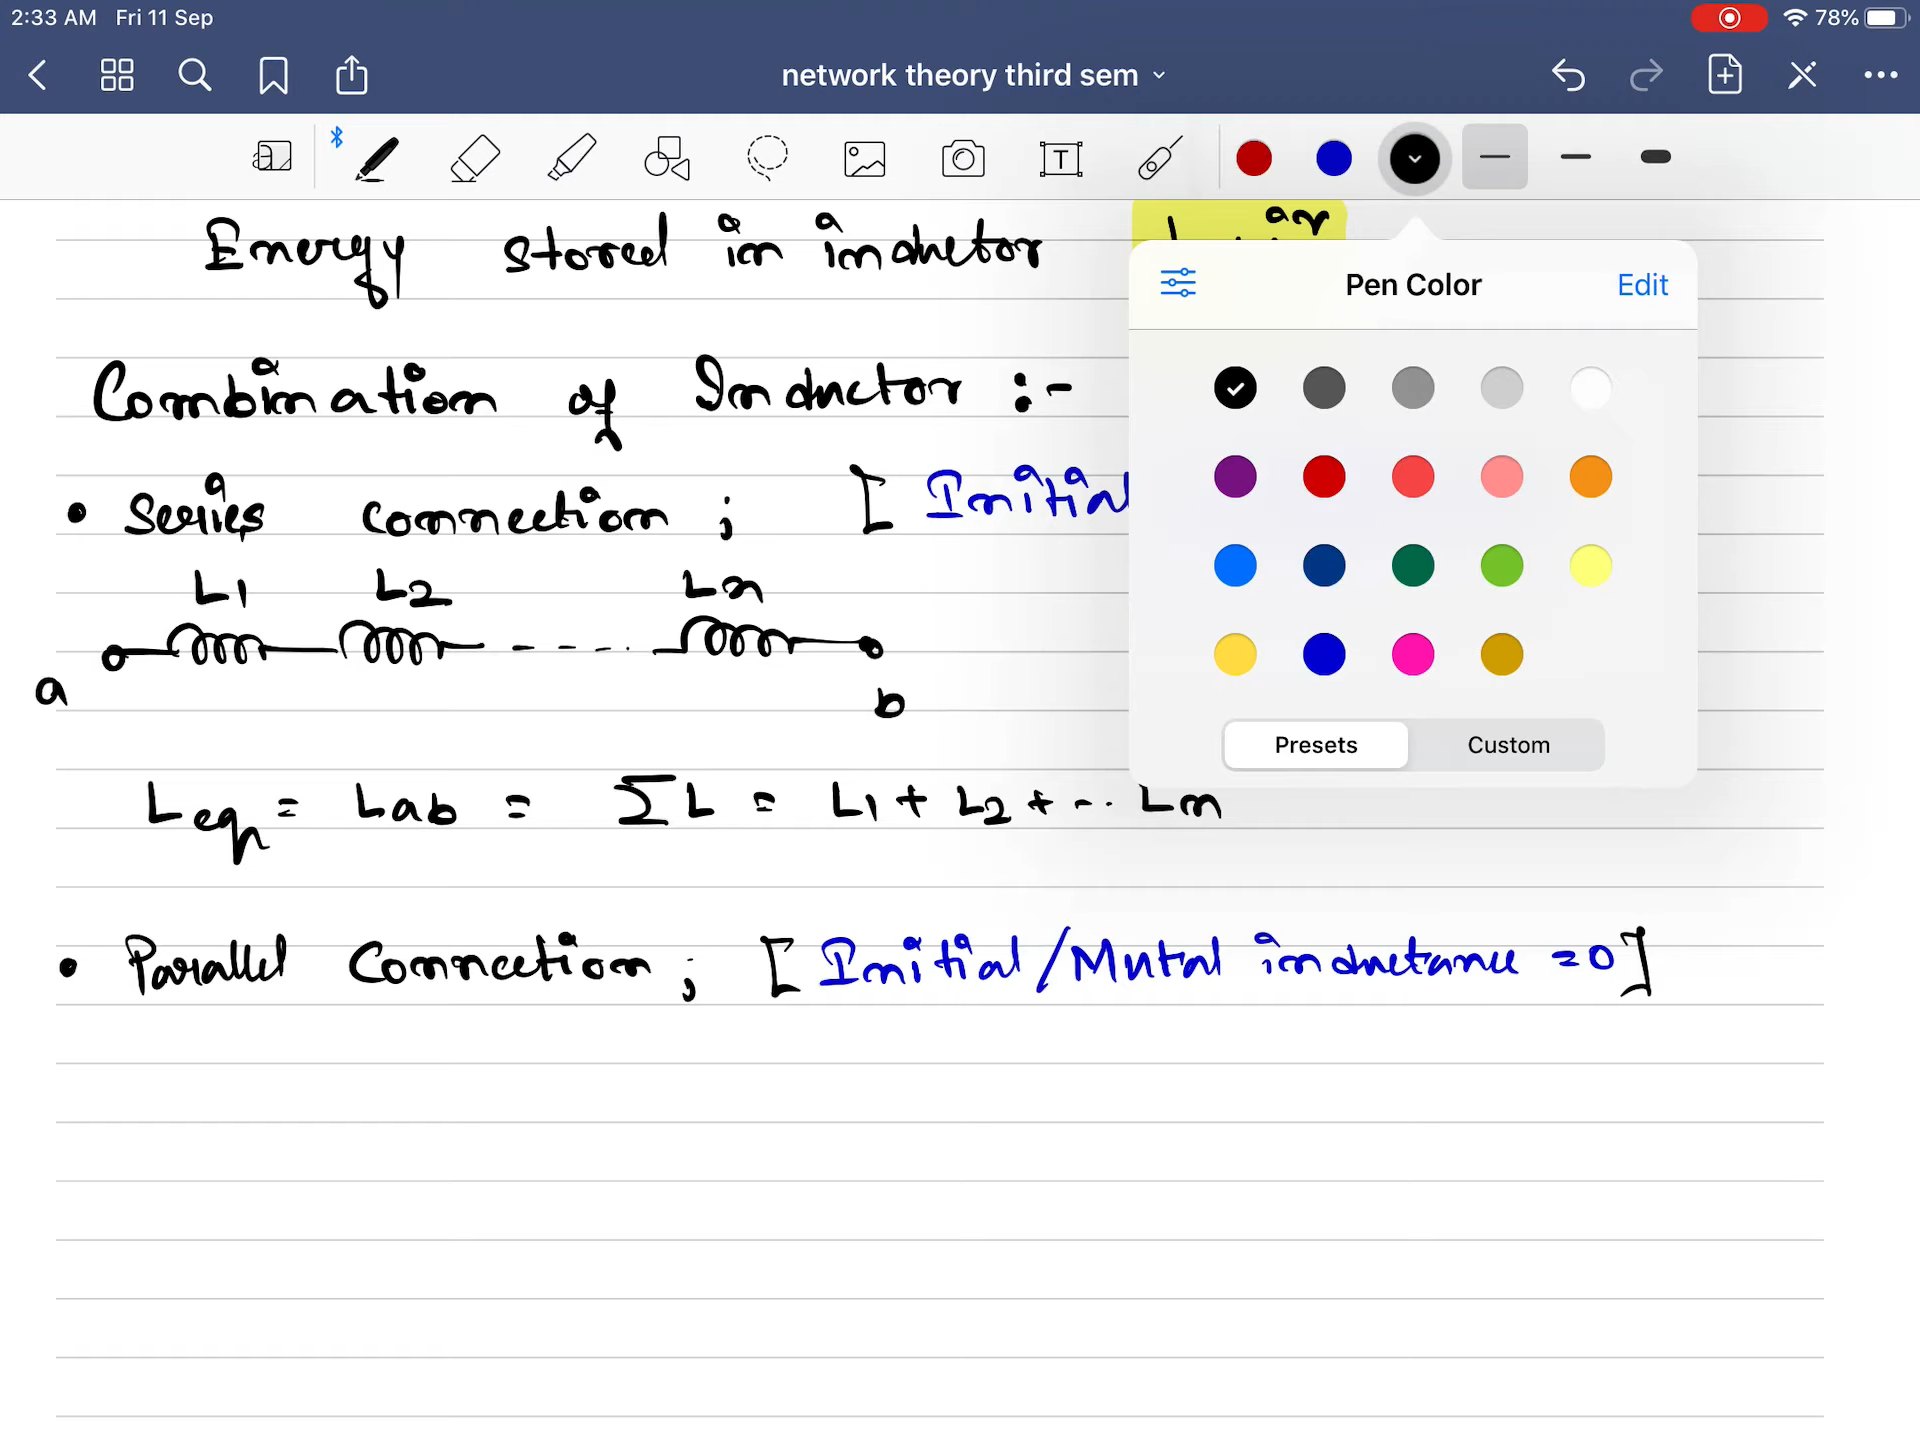 2:33 AM Fri 11 Sep 78%
network theory third sem
T
Energy stored in inductor
Pen Color Edit
Combination of Inductor :-
• Series connection ; [ Initial
L1 L2 Ln
a b
Presets Custom
Leq = Lab = ΣL = L1 + L2 + -·· Ln
• Parallel Connection ; [ Initial /Mutal inductance =0]